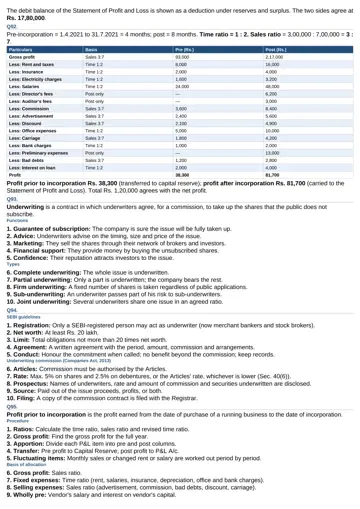 The debit balance of the Statement of Profit and Loss is shown as a deduction under reserves and surplus. The two sides agree at
Rs. 17,80,000.
Q92.
Pre-incorporation = 1.4.2021 to 31.7.2021 = 4 months; post = 8 months. Time ratio = 1 : 2. Sales ratio = 3,00,000 : 7,00,000 = 3 :
7
Particulars Basis Pre (Rs.) Post (Rs.)
Gross profit Sales 3:7 93,000 2,17,000
Less: Rent and taxes Time 1:2 8,000 16,000
Less: Insurance Time 1:2 2,000 4,000
Less: Electricity charges Time 1:2 1,600 3,200
Less: Salaries Time 1:2 24,000 48,000
Less: Director's fees Post only — 6,200
Less: Auditor's fees Post only — 3,000
Less: Commission Sales 3:7 3,600 8,400
Less: Advertisement Sales 3:7 2,400 5,600
Less: Discount Sales 3:7 2,100 4,900
Less: Office expenses Time 1:2 5,000 10,000
Less: Carriage Sales 3:7 1,800 4,200
Less: Bank charges Time 1:2 1,000 2,000
Less: Preliminary expenses Post only — 13,000
Less: Bad debts Sales 3:7 1,200 2,800
Less: Interest on loan Time 1:2 2,000 4,000
Profit 38,300 81,700
Profit prior to incorporation Rs. 38,300 (transferred to capital reserve); profit after incorporation Rs. 81,700 (carried to the
Statement of Profit and Loss). Total Rs. 1,20,000 agrees with the net profit.
Q93.
Underwriting is a contract in which underwriters agree, for a commission, to take up the shares that the public does not
subscribe.
Functions
1. Guarantee of subscription: The company is sure the issue will be fully taken up.
2. Advice: Underwriters advise on the timing, size and price of the issue.
3. Marketing: They sell the shares through their network of brokers and investors.
4. Financial support: They provide money by buying the unsubscribed shares.
5. Confidence: Their reputation attracts investors to the issue.
Types
6. Complete underwriting: The whole issue is underwritten.
7. Partial underwriting: Only a part is underwritten; the company bears the rest.
8. Firm underwriting: A fixed number of shares is taken regardless of public applications.
9. Sub-underwriting: An underwriter passes part of his risk to sub-underwriters.
10. Joint underwriting: Several underwriters share one issue in an agreed ratio.
Q94.
SEBI guidelines
1. Registration: Only a SEBI-registered person may act as underwriter (now merchant bankers and stock brokers).
2. Net worth: At least Rs. 20 lakh.
3. Limit: Total obligations not more than 20 times net worth.
4. Agreement: A written agreement with the period, amount, commission and arrangements.
5. Conduct: Honour the commitment when called; no benefit beyond the commission; keep records.
Underwriting commission (Companies Act, 2013)
6. Articles: Commission must be authorised by the Articles.
7. Rate: Max. 5% on shares and 2.5% on debentures, or the Articles' rate, whichever is lower (Sec. 40(6)).
8. Prospectus: Names of underwriters, rate and amount of commission and securities underwritten are disclosed.
9. Source: Paid out of the issue proceeds, profits, or both.
10. Filing: A copy of the commission contract is filed with the Registrar.
Q95.
Profit prior to incorporation is the profit earned from the date of purchase of a running business to the date of incorporation.
Procedure
1. Ratios: Calculate the time ratio, sales ratio and revised time ratio.
2. Gross profit: Find the gross profit for the full year.
3. Apportion: Divide each P&L item into pre and post columns.
4. Transfer: Pre profit to Capital Reserve; post profit to P&L A/c.
5. Fluctuating items: Monthly sales or changed rent or salary are worked out period by period.
Basis of allocation
6. Gross profit: Sales ratio.
7. Fixed expenses: Time ratio (rent, salaries, insurance, depreciation, office and bank charges).
8. Selling expenses: Sales ratio (advertisement, commission, bad debts, discount, carriage).
9. Wholly pre: Vendor's salary and interest on vendor's capital.